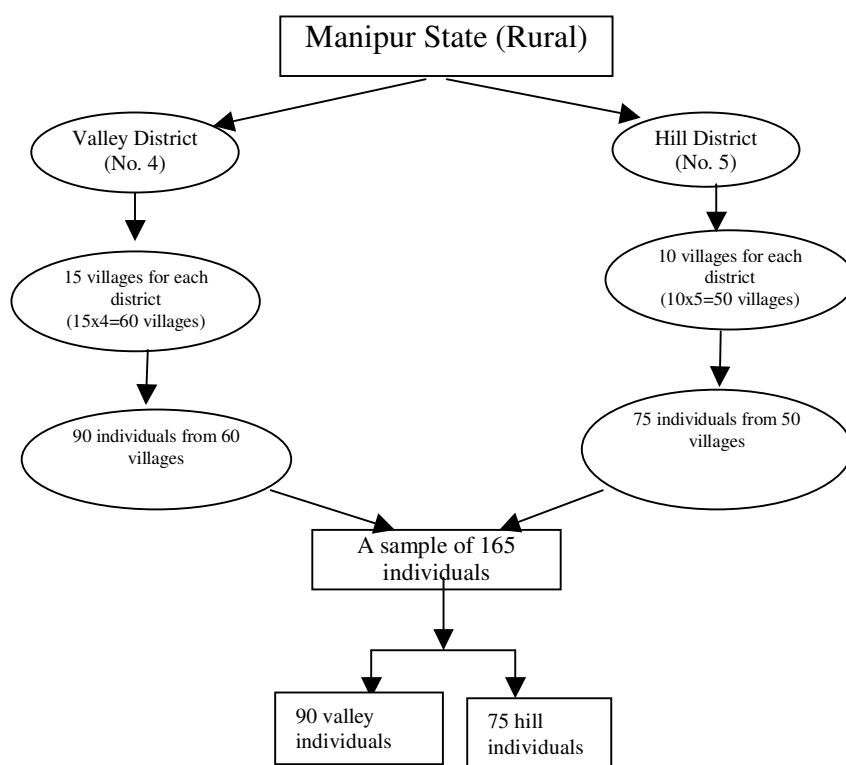 Manipur State (Rural)
Valley District
(No. 4)
Hill District
(No. 5)
15 villages for each
district
(15x4=60 villages)
10 villages for each
district
(10x5=50 villages)
90 individuals from 60
villages
75 individuals from 50
villages
A sample of 165
individuals
90 valley
individuals
75 hill
individuals